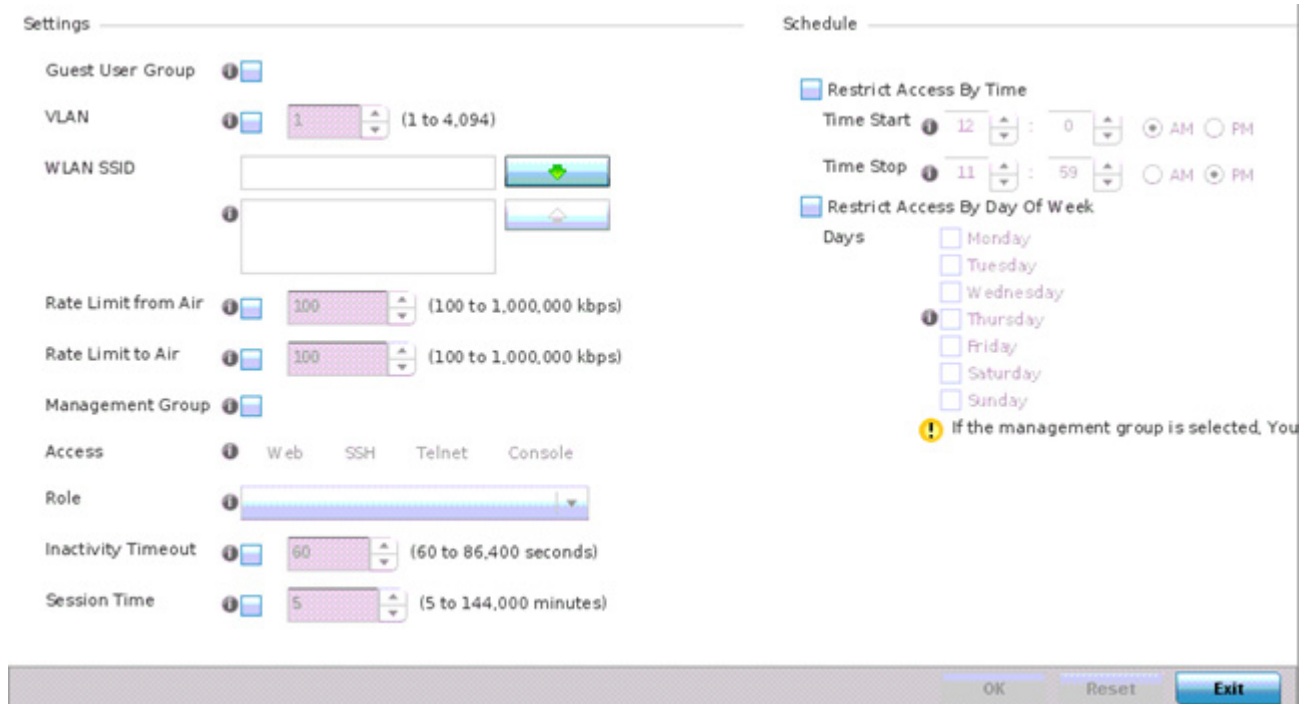 Settings
Guest User Group
VLAN 1 (1 to 4,094)
WLAN SSID
Rate Limit from Air 100 (100 to 1,000,000 kbps)
Rate Limit to Air 100 (100 to 1,000,000 kbps)
Management Group
Access Web SSH Telnet Console
Role
Inactivity Timeout 60 (60 to 86,400 seconds)
Session Time 5 (5 to 144,000 minutes)
Schedule
Restrict Access By Time
Time Start 12 : 0 AM PM
Time Stop 11 : 59 AM PM
Restrict Access By Day Of Week
Days Monday
Tuesday
Wednesday
Thursday
Friday
Saturday
Sunday
If the management group is selected, You
OK Reset Exit